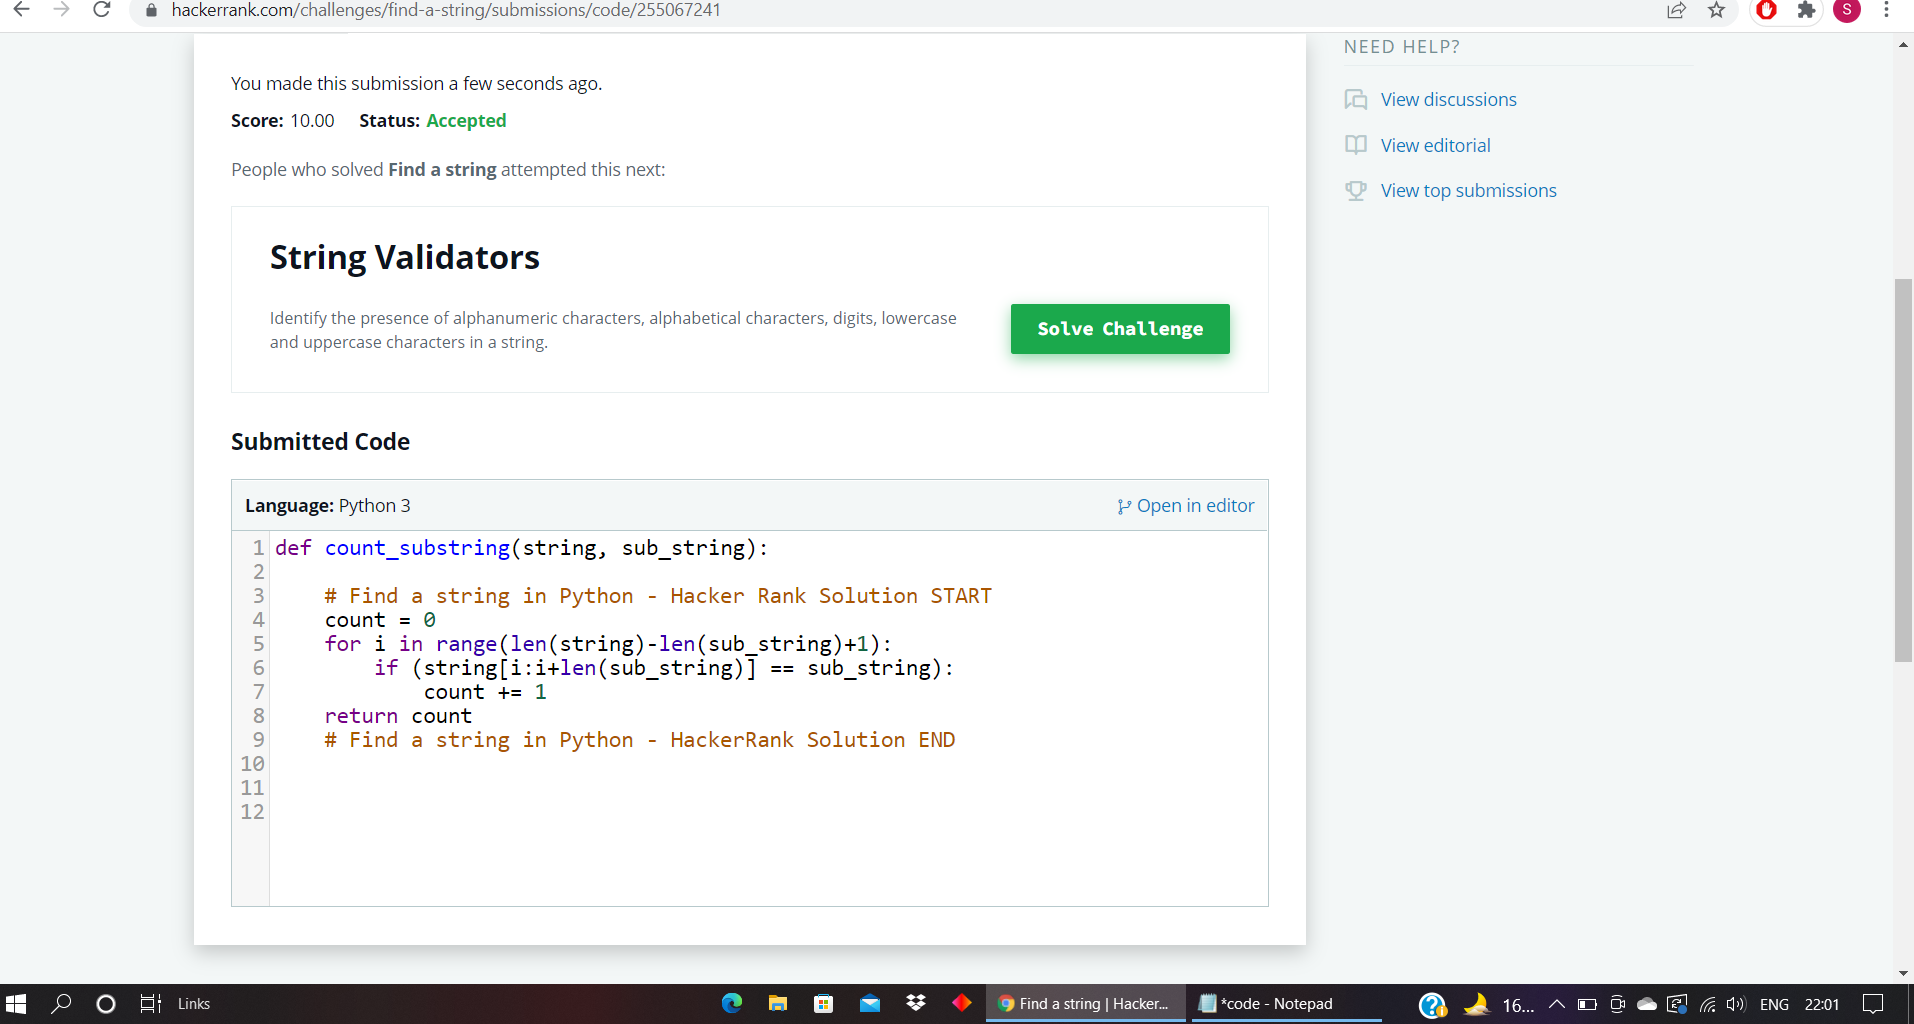 hackerrank.com/challenges/find-a-string/submissions/code/255067241
S
You made this submission a few seconds ago.
Score: 10.00 Status: Accepted
People who solved Find a string attempted this next:
String Validators
Identify the presence of alphanumeric characters, alphabetical characters, digits, lowercase
and uppercase characters in a string.
Solve Challenge
NEED HELP?
View discussions
View editorial
View top submissions
Submitted Code
Language: Python 3
Open in editor
1 def count_substring(string, sub_string):
2
3     # Find a string in Python - Hacker Rank Solution START
4     count = 0
5     for i in range(len(string)-len(sub_string)+1):
6         if (string[i:i+len(sub_string)] == sub_string):
7             count += 1
8     return count
9     # Find a string in Python - HackerRank Solution END
10
11
12
Links
Find a string | Hacker...
*code - Notepad
16...
ENG
22:01